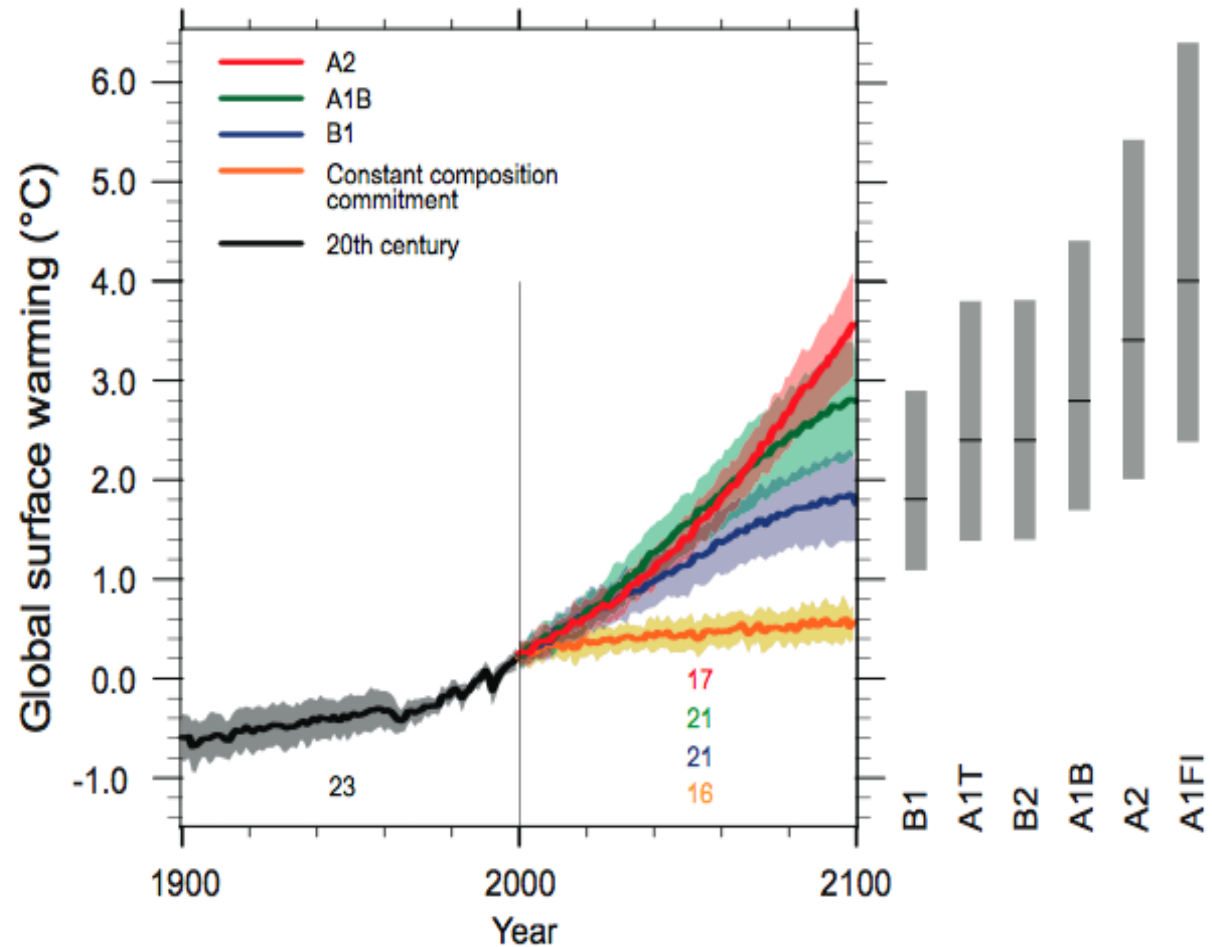 Global surface warming (°C)
6.0
5.0
4.0
3.0
2.0
1.0
0.0
-1.0
A2
A1B
B1
Constant composition
commitment
20th century
23
17
21
21
16
1900
2000
2100
Year
B1
A1T
B2
A1B
A2
A1FI